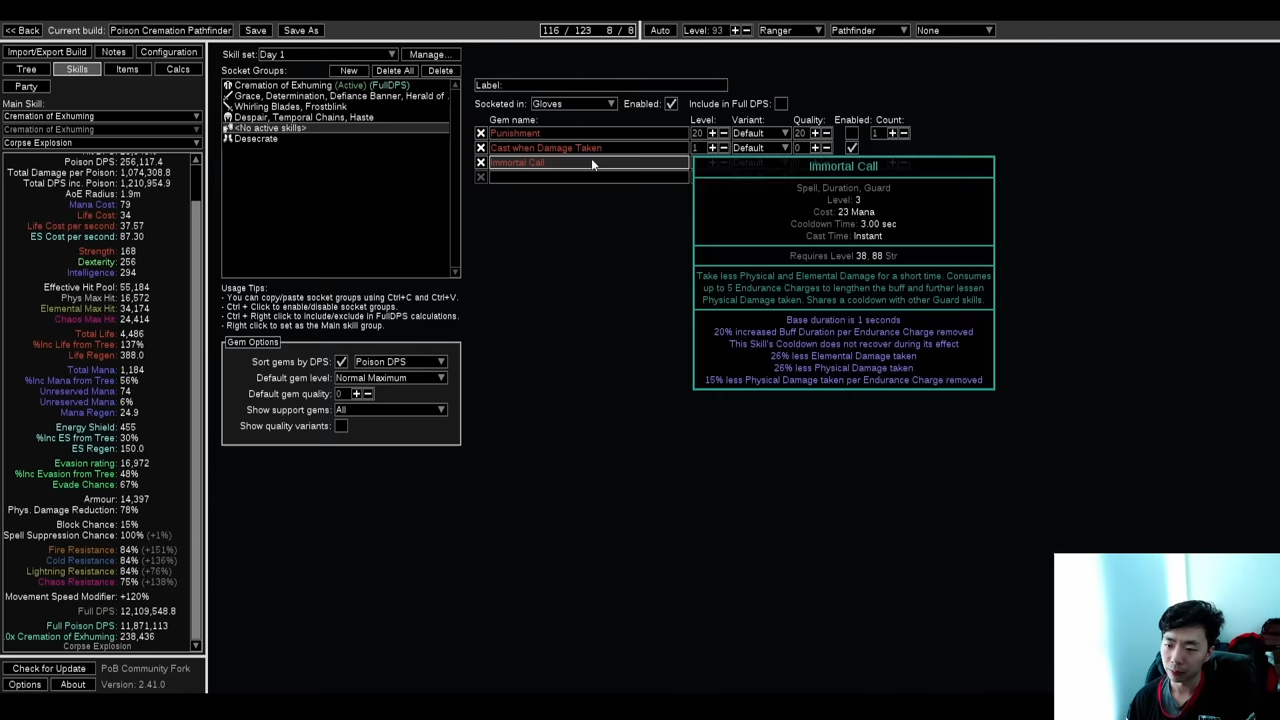 << Back Current build: Poison Cremation Pathfinder Save Save As 116 / 123 8 / 8 Auto Level: 93 + - Ranger Pathfinder None
Import/Export Build Notes Configuration
Tree Skills Items Calcs
Party
Main Skill:
Cremation of Exhuming
Cremation of Exhuming
Corpse Explosion
Poison DPS: 256,117.4
Total Damage per Poison: 1,074,308.8
Total DPS inc. Poison: 1,210,954.9
AoE Radius: 1.9m
Mana Cost: 79
Life Cost: 34
Life Cost per second: 37.57
ES Cost per second: 87.30
Strength: 168
Dexterity: 256
Intelligence: 294
Effective Hit Pool: 55,184
Phys Max Hit: 16,572
Elemental Max Hit: 34,174
Chaos Max Hit: 24,414
Total Life: 4,486
%Inc Life from Tree: 137%
Life Regen: 388.0
Total Mana: 1,184
%Inc Mana from Tree: 56%
Unreserved Mana: 74
Unreserved Mana: 6%
Mana Regen: 24.9
Energy Shield: 455
%Inc ES from Tree: 30%
ES Regen: 150.0
Evasion rating: 16,972
%Inc Evasion from Tree: 48%
Evade Chance: 67%
Armour: 14,397
Phys. Damage Reduction: 78%
Block Chance: 15%
Spell Suppression Chance: 100% (+1%)
Fire Resistance: 84% (+151%)
Cold Resistance: 84% (+136%)
Lightning Resistance: 84% (+76%)
Chaos Resistance: 75% (+138%)
Movement Speed Modifier: +120%
Full DPS: 12,109,548.8
Full Poison DPS: 11,871,113
.0x Cremation of Exhuming: 238,436
Corpse Explosion
Check for Update PoB Community Fork
Options About Version: 2.41.0
Skill set: Day 1 Manage...
Socket Groups: New Delete All Delete
Cremation of Exhuming (Active) (FullDPS)
Grace, Determination, Defiance Banner, Herald of
Whirling Blades, Frostblink
Despair, Temporal Chains, Haste
<No active skills>
Desecrate
Usage Tips:
· You can copy/paste socket groups using Ctrl+C and Ctrl+V.
· Ctrl + Click to enable/disable socket groups.
· Ctrl + Right click to include/exclude in FullDPS calculations.
· Right click to set as the Main skill group.
Gem Options
Sort gems by DPS: Poison DPS
Default gem level: Normal Maximum
Default gem quality: 0 + -
Show support gems: All
Show quality variants:
Label:
Socketed in: Gloves Enabled: Include in Full DPS:
Gem name: Level: Variant: Quality: Enabled: Count:
X Punishment 20 + - Default 20 + - 1 + -
X Cast when Damage Taken 1 + - Default 0 + -
X Immortal Call
X
Immortal Call
Spell, Duration, Guard
Level: 3
Cost: 23 Mana
Cooldown Time: 3.00 sec
Cast Time: Instant
Requires Level 38, 88 Str
Take less Physical and Elemental Damage for a short time. Consumes
up to 5 Endurance Charges to lengthen the buff and further lessen
Physical Damage taken. Shares a cooldown with other Guard skills.
Base duration is 1 seconds
20% increased Buff Duration per Endurance Charge removed
This Skill's Cooldown does not recover during its effect
26% less Elemental Damage taken
26% less Physical Damage taken
15% less Physical Damage taken per Endurance Charge removed